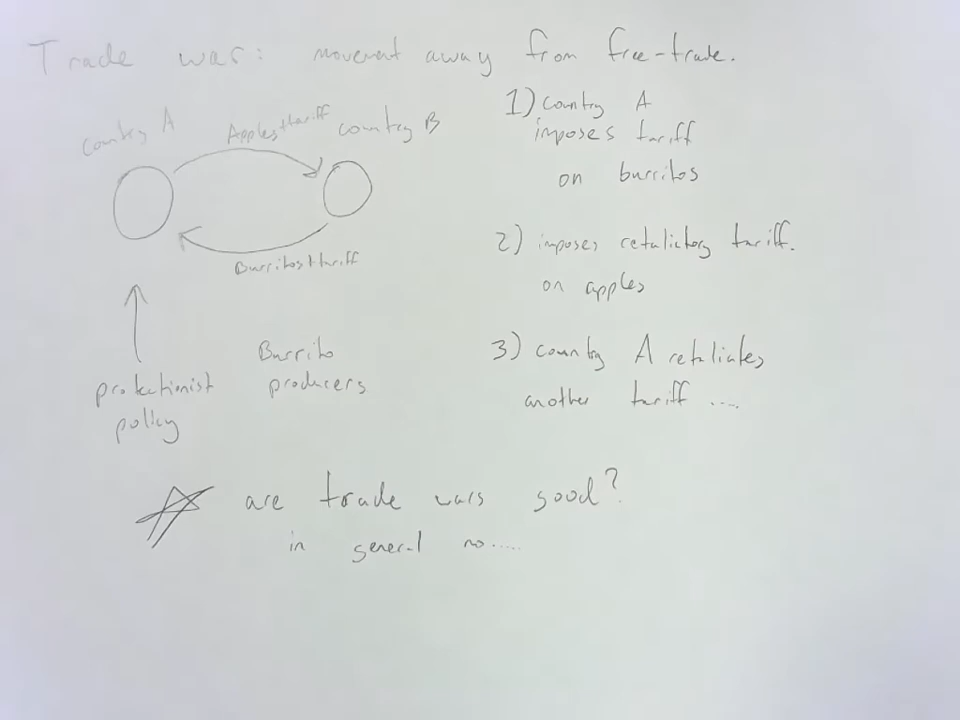 Trade war: movement away from free-trade.
country A
Apples+tariff
country B
Burritos+tariff
protectionist
policy
Burrito
producers
1) country A
imposes tariff
on burritos
2) imposes retaliatory tariff.
on apples
3) country A retaliates
another tariff ....
are trade wars good?
in general no.....